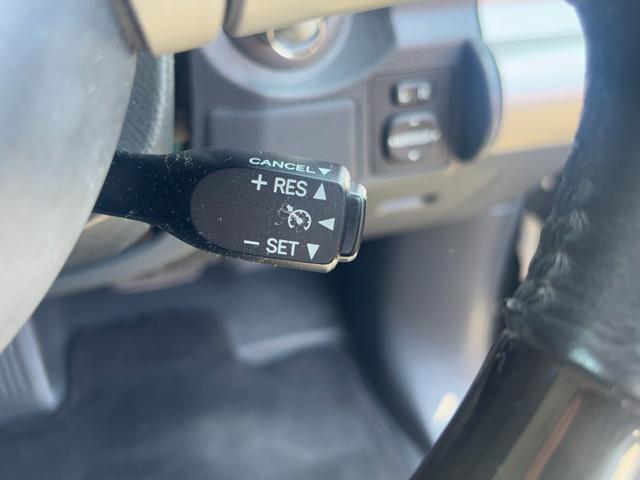 CANCEL▼
+ RES ▲
◀
− SET ▼